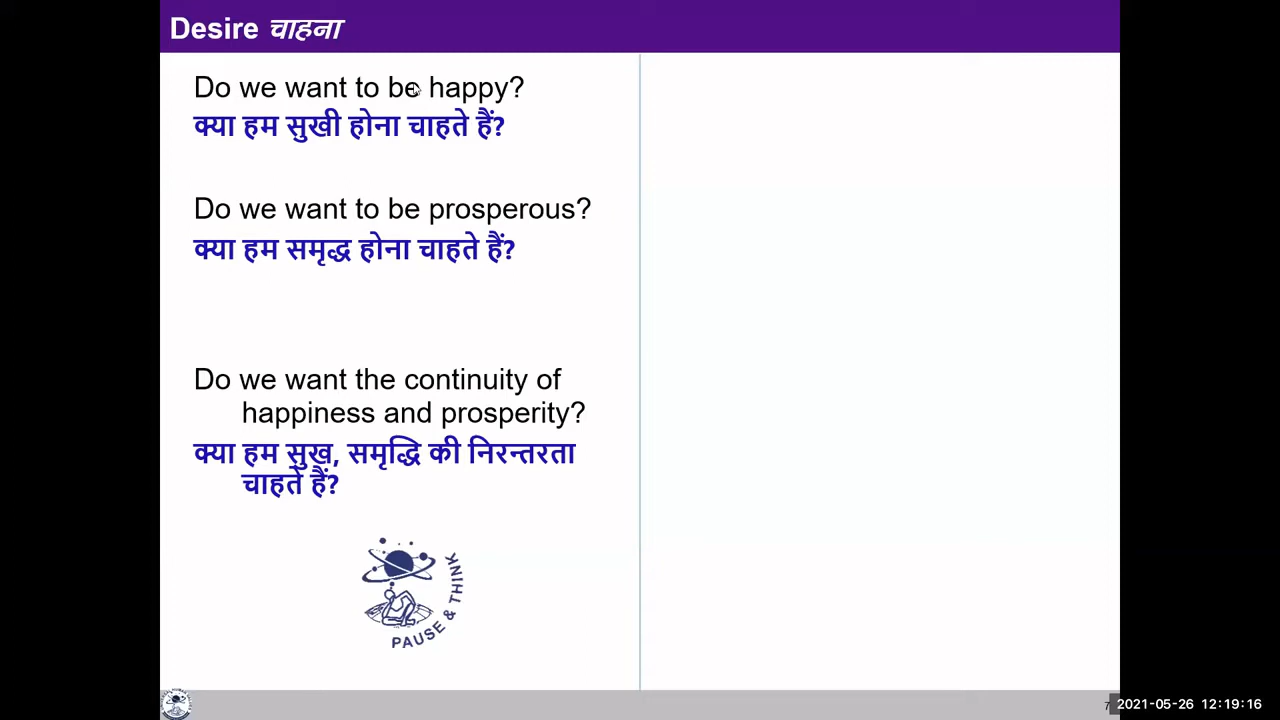 Desire चाहना
Do we want to be happy?
क्या हम सुखी होना चाहते हैं?
Do we want to be prosperous?
क्या हम समृद्ध होना चाहते हैं?
Do we want the continuity of
happiness and prosperity?
क्या हम सुख, समृद्धि की निरन्तरता
चाहते हैं?
PAUSE & THINK
7
2021-05-26 12:19:16